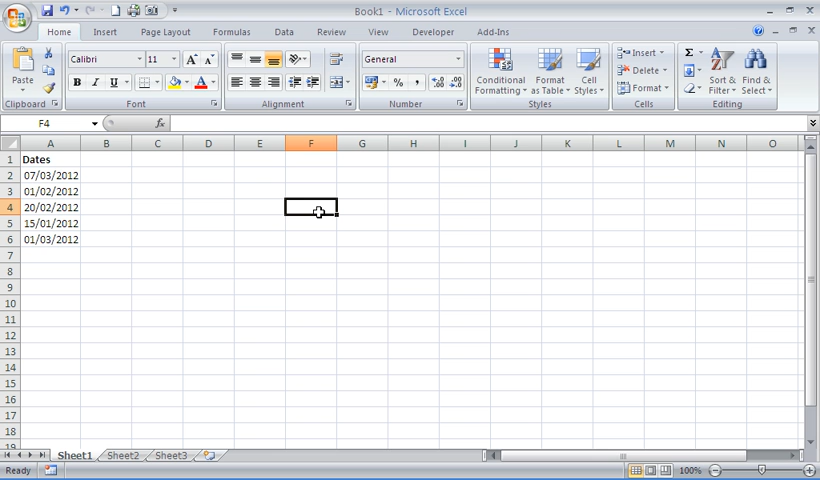 Book1 - Microsoft Excel
Home Insert Page Layout Formulas Data Review View Developer Add-Ins
Paste
Clipboard
Calibri 11
B I U
Font
Alignment
General
Number
Conditional Formatting
Format as Table
Cell Styles
Styles
Insert
Delete
Format
Cells
Sort & Filter
Find & Select
Editing
F4 fx
A B C D E F G H I J K L M N O
1 Dates
2 07/03/2012
3 01/02/2012
4 20/02/2012
5 15/01/2012
6 01/03/2012
7
8
9
10
11
12
13
14
15
16
17
18
19
Sheet1 Sheet2 Sheet3
Ready 100%